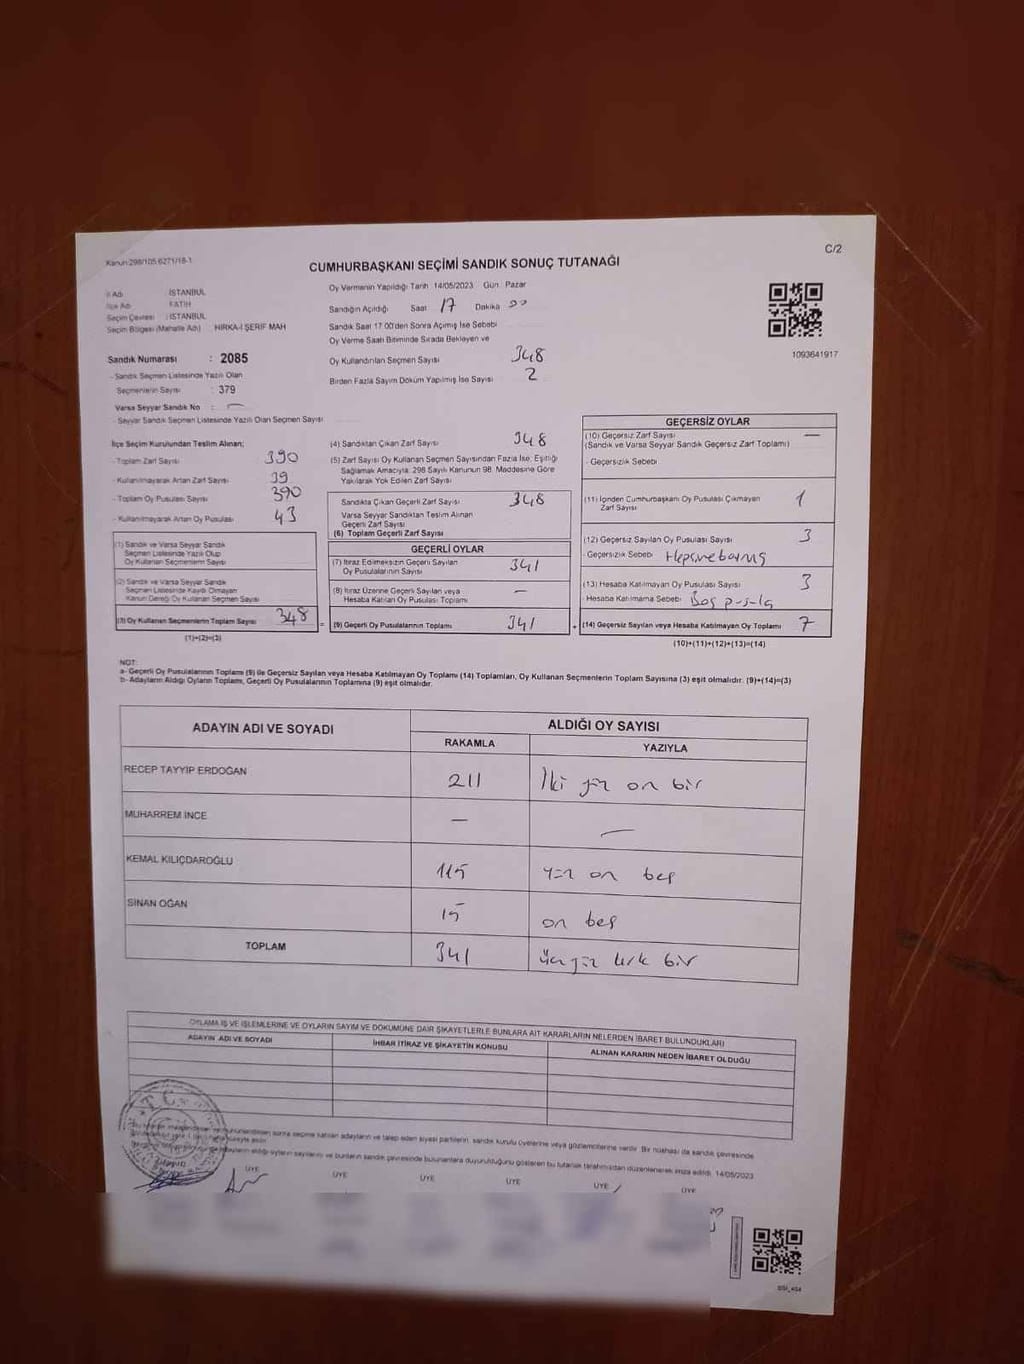 Kanun:298/105,6271/18-1
C/2
CUMHURBAŞKANI SEÇİMİ SANDIK SONUÇ TUTANAĞI
İl Adı : İSTANBUL
İlçe Adı : FATİH
Seçim Çevresi : İSTANBUL
Seçim Bölgesi (Mahalle Adı) : HIRKA-İ ŞERİF MAH
Sandık Numarası : 2085
- Sandık Seçmen Listesinde Yazılı Olan
Seçmenlerin Sayısı : 379
Varsa Seyyar Sandık No : —
- Seyyar Sandık Seçmen Listesinde Yazılı Olan Seçmen Sayısı
Oy Vermenin Yapıldığı Tarih 14/05/2023 Gün Pazar
Sandığın Açıldığı Saat 17 Dakika 00
Sandık Saat 17.00'den Sonra Açılmış İse Sebebi
Oy Verme Saati Bitiminde Sırada Bekleyen ve
Oy Kullandırılan Seçmen Sayısı 348
Birden Fazla Sayım Döküm Yapılmış İse Sayısı 2
1093641917
İlçe Seçim Kurulundan Teslim Alınan;
- Toplam Zarf Sayısı 390
- Kullanılmayarak Artan Zarf Sayısı 39
- Toplam Oy Pusulası Sayısı 390
- Kullanılmayarak Artan Oy Pusulası 43
(1) Sandık ve Varsa Seyyar Sandık
Seçmen Listesinde Yazılı Olup
Oy Kullanan Seçmenlerin Sayısı
(2) Sandık ve Varsa Seyyar Sandık
Seçmen Listesinde Kayıtlı Olmayan
Kanun Gereği Oy Kullanan Seçmen Sayısı
(3) Oy Kullanan Seçmenlerin Toplam Sayısı 348
(1)+(2)=(3)
(4) Sandıktan Çıkan Zarf Sayısı 348
(5) Zarf Sayısı Oy Kullanan Seçmen Sayısından Fazla İse, Eşitliği
Sağlamak Amacıyla; 298 Sayılı Kanunun 98. Maddesine Göre
Yakılarak Yok Edilen Zarf Sayısı
Sandıkta Çıkan Geçerli Zarf Sayısı 348
Varsa Seyyar Sandıktan Teslim Alınan
Geçerli Zarf Sayısı
(6) Toplam Geçerli Zarf Sayısı
GEÇERLİ OYLAR
(7) İtiraz Edilmeksizin Geçerli Sayılan
Oy Pusulalarının Sayısı 341
(8) İtiraz Üzerine Geçerli Sayılan veya
Hesaba Katılan Oy Pusulası Toplamı —
(9) Geçerli Oy Pusulalarının Toplamı 341
GEÇERSİZ OYLAR
(10) Geçersiz Zarf Sayısı —
(Sandık ve Varsa Seyyar Sandık Geçersiz Zarf Toplamı)
- Geçersizlik Sebebi
(11) İçinden Cumhurbaşkanı Oy Pusulası Çıkmayan
Zarf Sayısı 1
(12) Geçersiz Sayılan Oy Pusulası Sayısı 3
- Geçersizlik Sebebi
(13) Hesaba Katılmayan Oy Pusulası Sayısı 3
- Hesaba Katılmama Sebebi Boş pusula
(14) Geçersiz Sayılan veya Hesaba Katılmayan Oy Toplamı 7
(10)+(11)+(12)+(13)=(14)
NOT:
a- Geçerli Oy Pusulalarının Toplamı (9) ile Geçersiz Sayılan veya Hesaba Katılmayan Oy Toplamı (14) Toplamları, Oy Kullanan Seçmenlerin Toplam Sayısına (3) eşit olmalıdır. (9)+(14)=(3)
b- Adayların Aldığı Oyların Toplamı, Geçerli Oy Pusulalarının Toplamına (9) eşit olmalıdır.
ADAYIN ADI VE SOYADI ALDIĞI OY SAYISI
RAKAMLA YAZIYLA
RECEP TAYYİP ERDOĞAN 211 İki yüz on bir
MUHARREM İNCE — —
KEMAL KILIÇDAROĞLU 115 yüz on beş
SİNAN OĞAN 15 on beş
TOPLAM 341 üç yüz kırk bir
OYLAMA İŞ VE İŞLEMLERİNE VE OYLARIN SAYIM VE DÖKÜMÜNE DAİR ŞİKAYETLERLE BUNLARA AİT KARARLARIN NELERDEN İBARET BULUNDUKLARI
ADAYIN ADI VE SOYADI İHBAR İTİRAZ VE ŞİKAYETİN KONUSU ALINAN KARARIN NEDEN İBARET OLDUĞU
sonra seçime katılan adayların ve talep eden siyasi partilerin, sandık kurulu üyelerine veya gözlemcilerine verilir. Bir nüshası da sandık çevresinde
aldığı oyların sayılarını ve bunların sandık çevresinde bulunanlara duyurulduğunu gösteren bu tutanak tarafımızdan düzenlenerek imza edildi. 14/05/2023
T.C.
ÜYE ÜYE ÜYE ÜYE ÜYE ÜYE